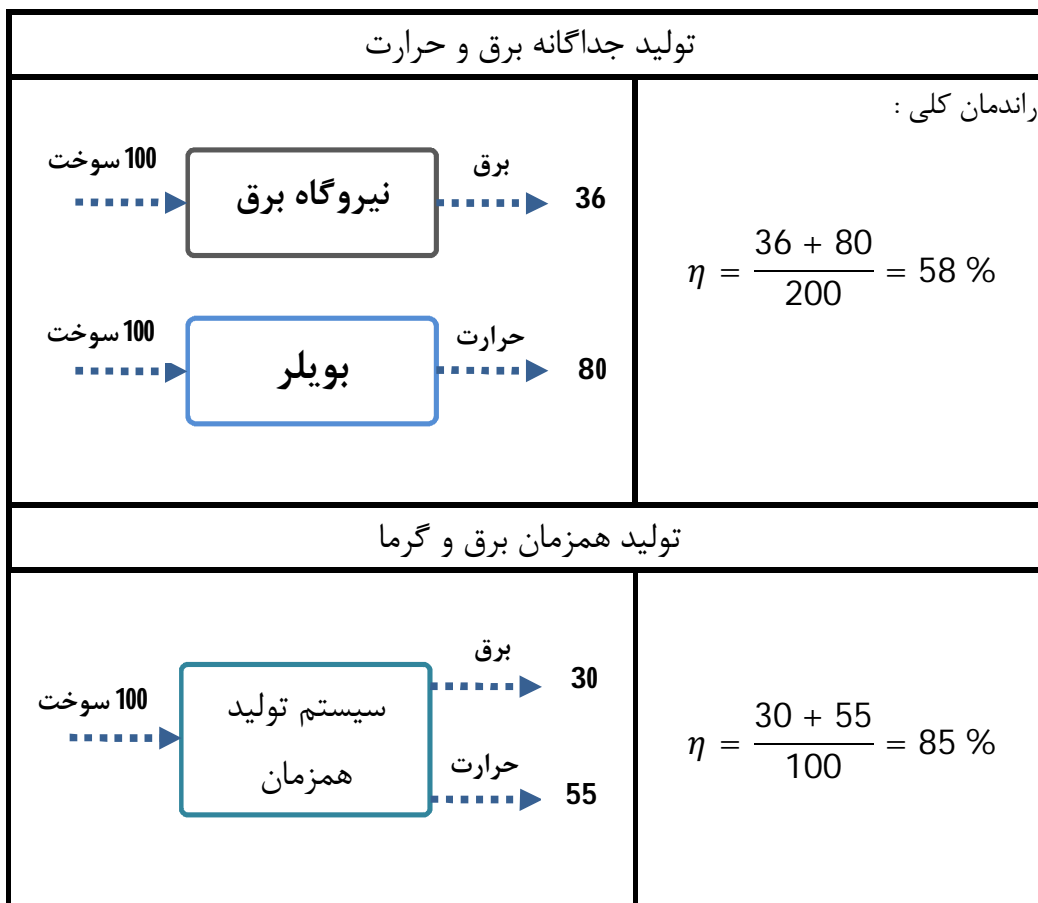 تولید جداگانه برق و حرارت
راندمان کلی :
100 سوخت
نیروگاه برق
برق
36
100 سوخت
بویلر
حرارت
80
η = (36 + 80) / 200 = 58 %
تولید همزمان برق و گرما
100 سوخت
سیستم تولید
همزمان
برق
30
حرارت
55
η = (30 + 55) / 100 = 85 %